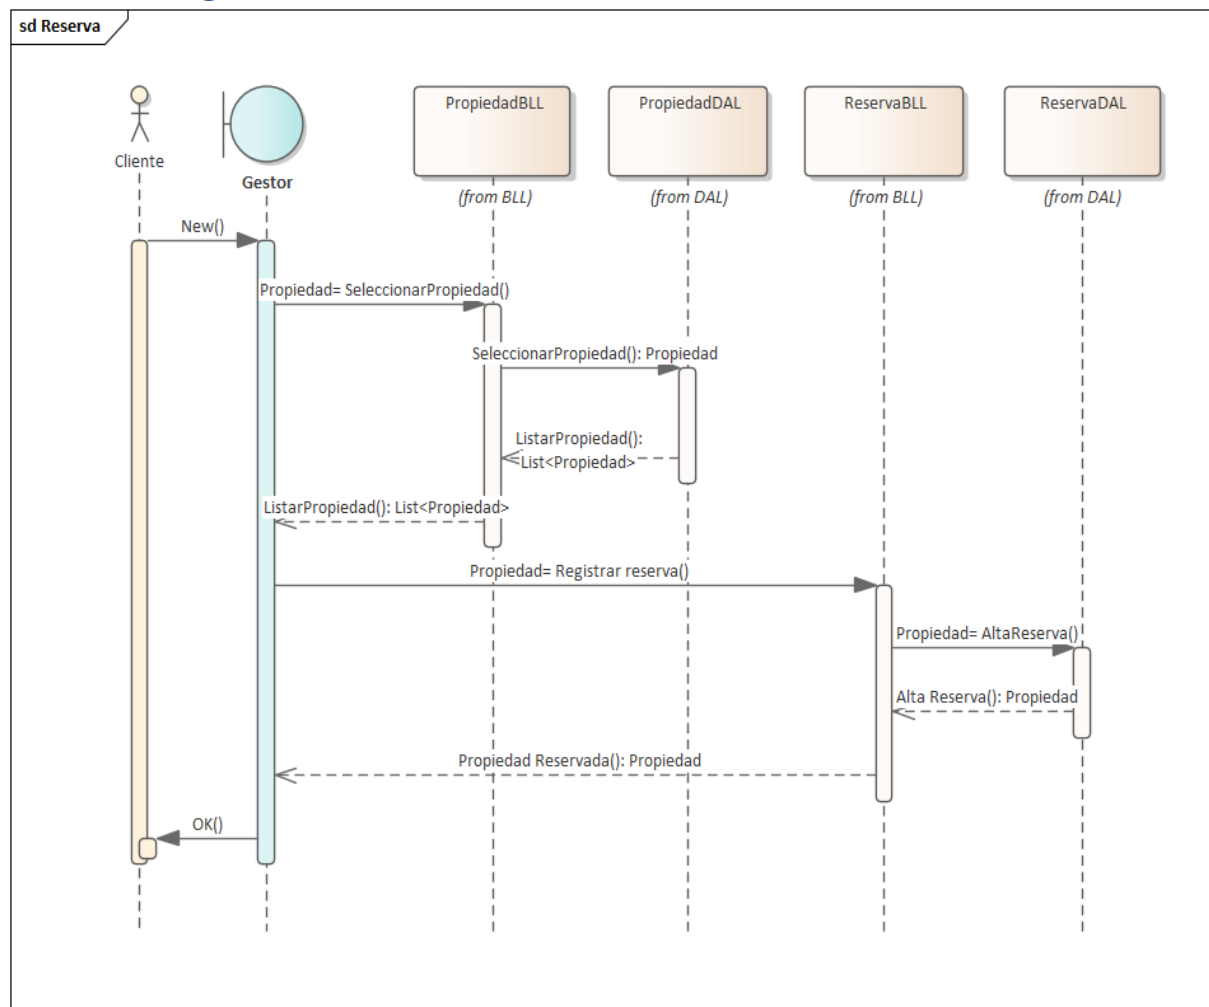 sd Reserva
PropiedadBLL
PropiedadDAL
ReservaBLL
ReservaDAL
Cliente
Gestor
(from BLL)
(from DAL)
(from BLL)
(from DAL)
New()
Propiedad= SeleccionarPropiedad()
SeleccionarPropiedad(): Propiedad
ListarPropiedad():
List<Propiedad>
ListarPropiedad(): List<Propiedad>
Propiedad= Registrar reserva()
Propiedad= AltaReserva()
Alta Reserva(): Propiedad
Propiedad Reservada(): Propiedad
OK()